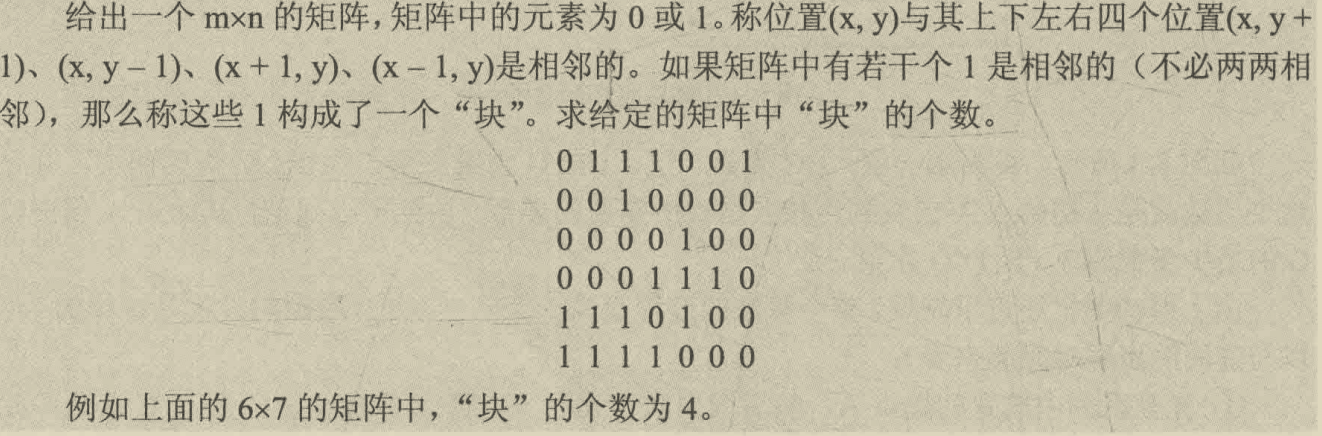 给出一个 m×n 的矩阵，矩阵中的元素为 0 或 1。称位置(x, y)与其上下左右四个位置(x, y +
1)、(x, y – 1)、(x + 1, y)、(x – 1, y)是相邻的。如果矩阵中有若干个 1 是相邻的（不必两两相
邻），那么称这些 1 构成了一个“块”。求给定的矩阵中“块”的个数。
0 1 1 1 0 0 1
0 0 1 0 0 0 0
0 0 0 0 1 0 0
0 0 0 1 1 1 0
1 1 1 0 1 0 0
1 1 1 1 0 0 0
例如上面的 6×7 的矩阵中，“块”的个数为 4。